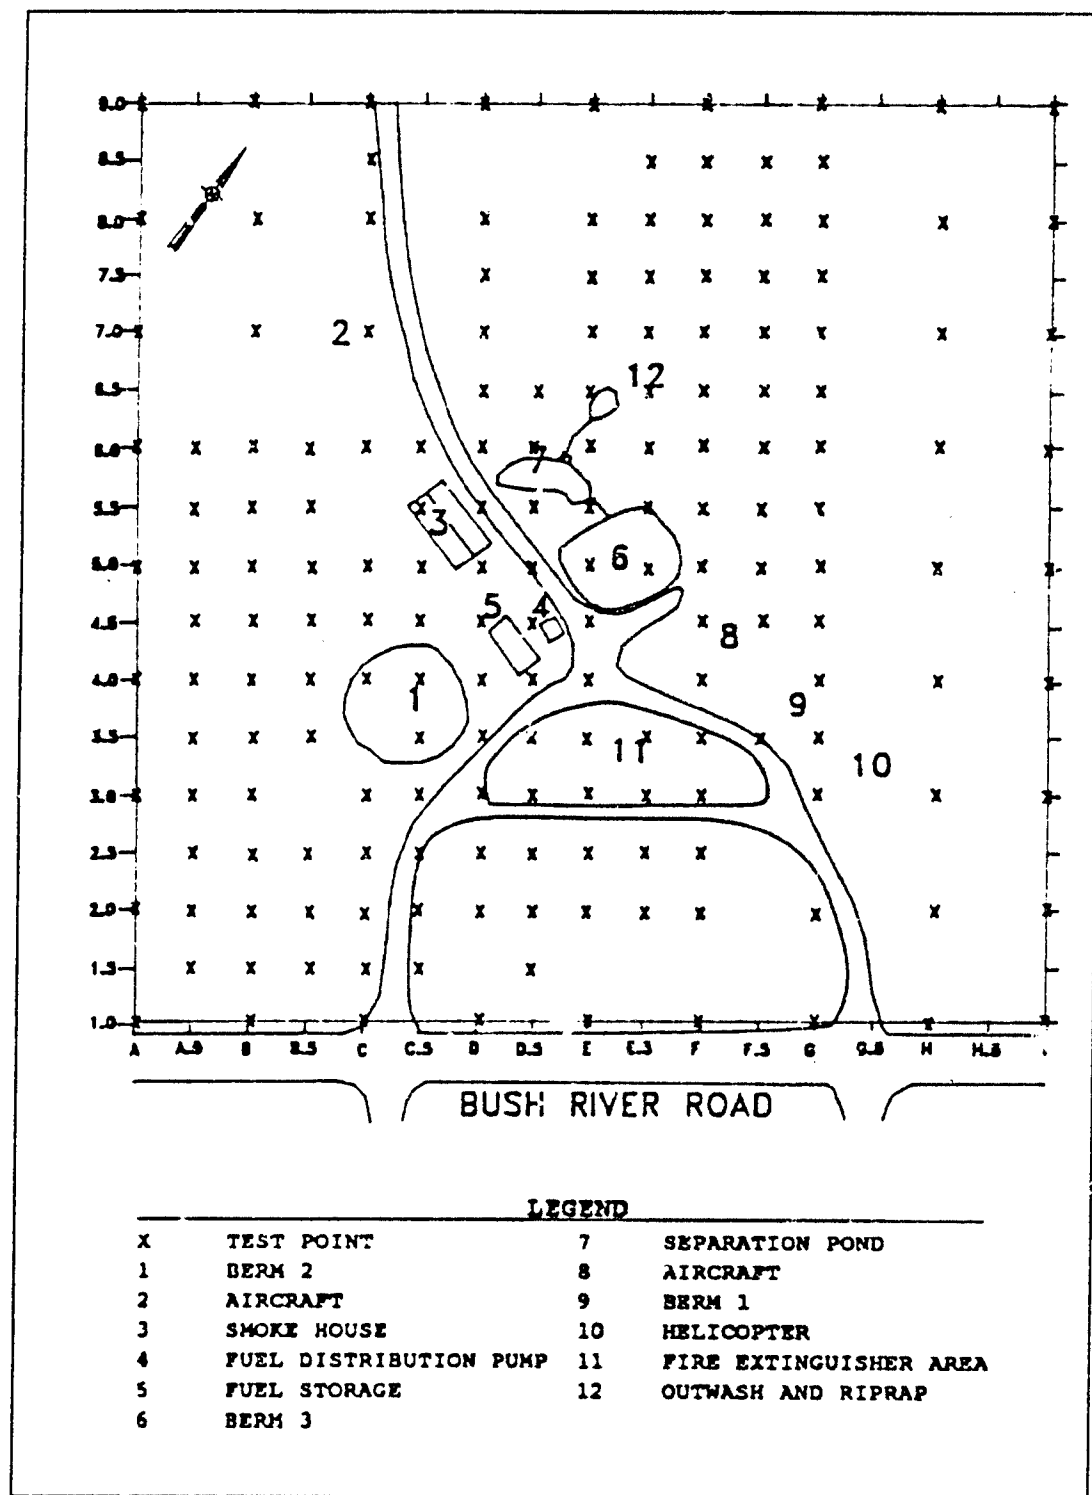 9.0
8.5
8.0
7.5
7.0
6.5
6.0
5.5
5.0
4.5
4.0
3.5
3.0
2.5
2.0
1.5
1.0
2
12
7
3
6
5 4
8
1
9
11
10
A A.5 B B.5 C C.5 D D.5 E E.5 F F.5 G G.5 H H.5
BUSH RIVER ROAD
LEGEND
X TEST POINT 7 SEPARATION POND
1 BERM 2 8 AIRCRAFT
2 AIRCRAFT 9 BERM 1
3 SMOKE HOUSE 10 HELICOPTER
4 FUEL DISTRIBUTION PUMP 11 FIRE EXTINGUISHER AREA
5 FUEL STORAGE 12 OUTWASH AND RIPRAP
6 BERM 3